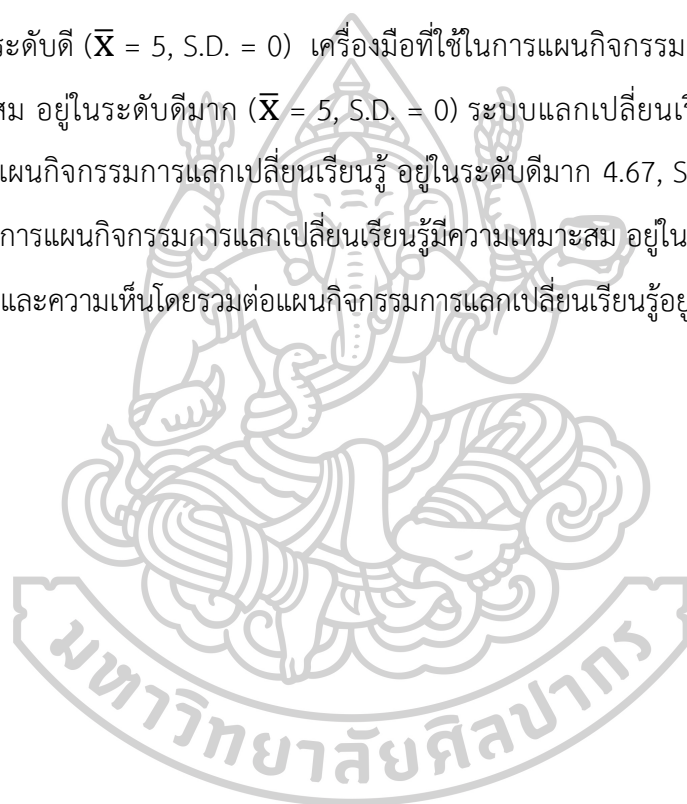 ระดับดี (X̅ = 5, S.D. = 0) เครื่องมือที่ใช้ในการแผนกิจกรรม
สม อยู่ในระดับดีมาก (X̅ = 5, S.D. = 0) ระบบแลกเปลี่ยนเรี
แผนกิจกรรมการแลกเปลี่ยนเรียนรู้ อยู่ในระดับดีมาก 4.67, S
การแผนกิจกรรมการแลกเปลี่ยนเรียนรู้มีความเหมาะสม อยู่ใน
และความเห็นโดยรวมต่อแผนกิจกรรมการแลกเปลี่ยนเรียนรู้อยู่
มหาวิทยาลัยศิลปากร